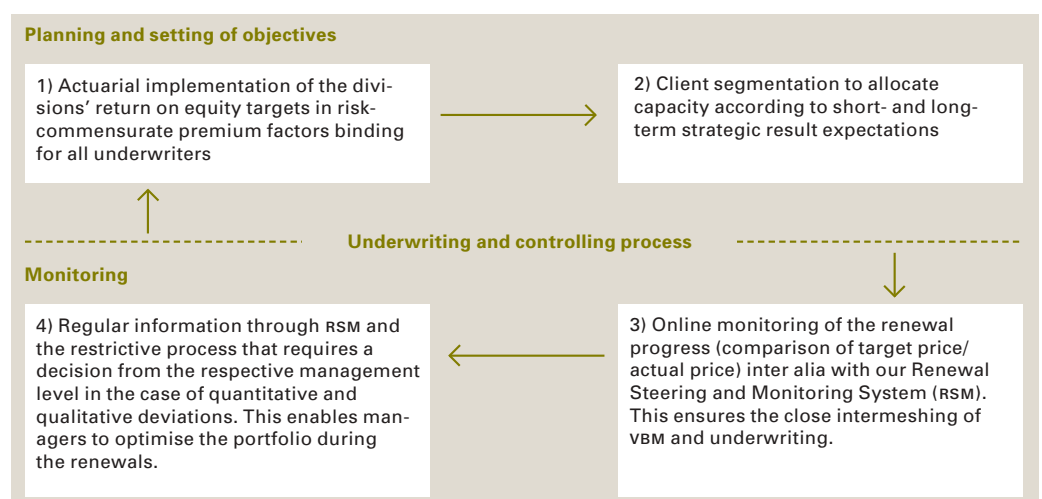 Planning and setting of objectives
1) Actuarial implementation of the divi-
sions' return on equity targets in risk-
commensurate premium factors binding
for all underwriters
2) Client segmentation to allocate
capacity according to short- and long-
term strategic result expectations
Underwriting and controlling process
Monitoring
4) Regular information through RSM and
the restrictive process that requires a
decision from the respective management
level in the case of quantitative and
qualitative deviations. This enables man-
agers to optimise the portfolio during
the renewals.
3) Online monitoring of the renewal
progress (comparison of target price/
actual price) inter alia with our Renewal
Steering and Monitoring System (RSM).
This ensures the close intermeshing of
VBM and underwriting.